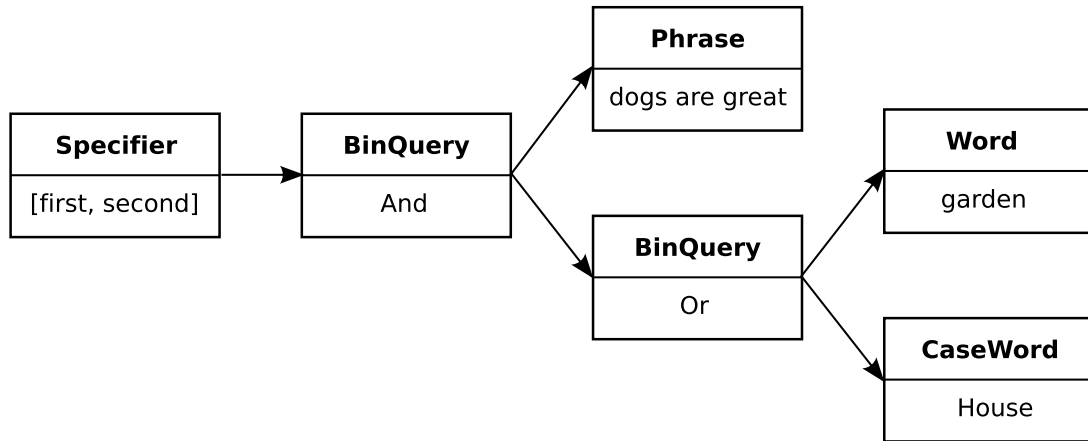 Specifier
[first, second]
BinQuery
And
Phrase
dogs are great
BinQuery
Or
Word
garden
CaseWord
House